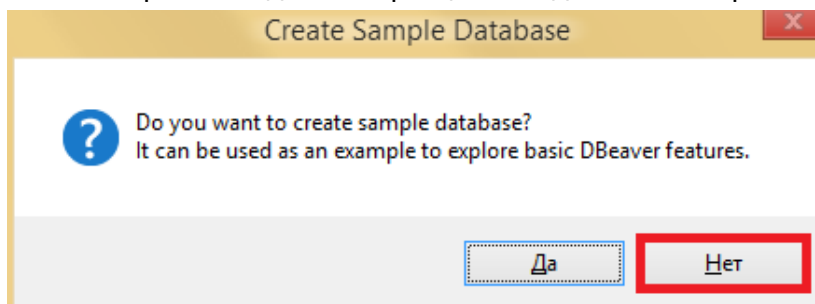 Create Sample Database
X
Do you want to create sample database?
It can be used as an example to explore basic DBeaver features.
Да
Нет